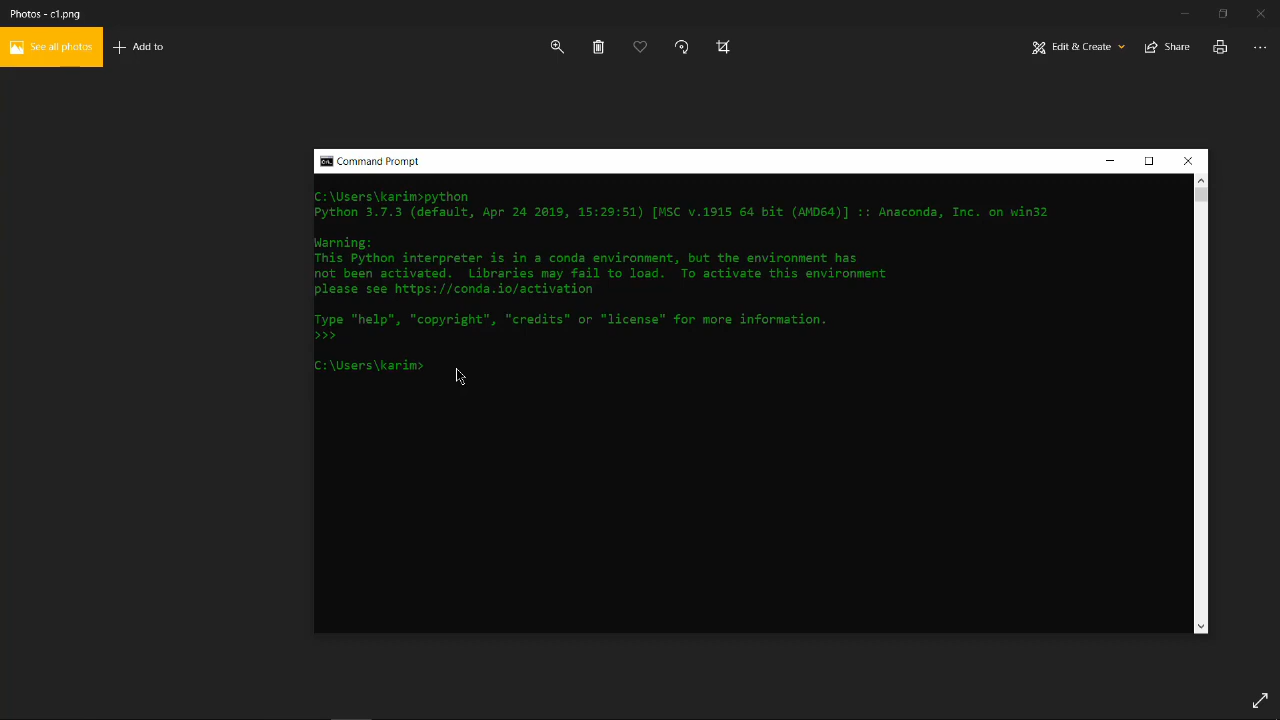 Photos - c1.png
See all photos
Add to
Edit & Create
Share
Command Prompt
C:\Users\karim>python
Python 3.7.3 (default, Apr 24 2019, 15:29:51) [MSC v.1915 64 bit (AMD64)] :: Anaconda, Inc. on win32
Warning:
This Python interpreter is in a conda environment, but the environment has
not been activated.  Libraries may fail to load.  To activate this environment
please see https://conda.io/activation
Type "help", "copyright", "credits" or "license" for more information.
>>>
C:\Users\karim>